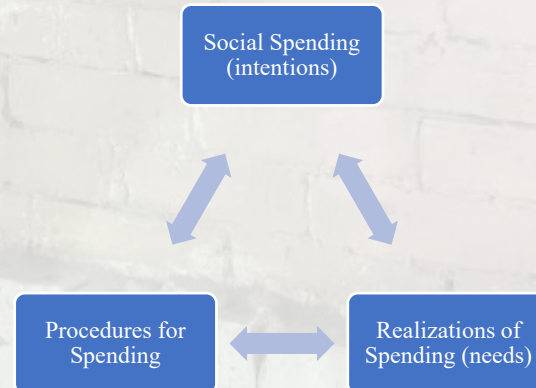 Social Spending
(intentions)
Procedures for
Spending
Realizations of
Spending (needs)